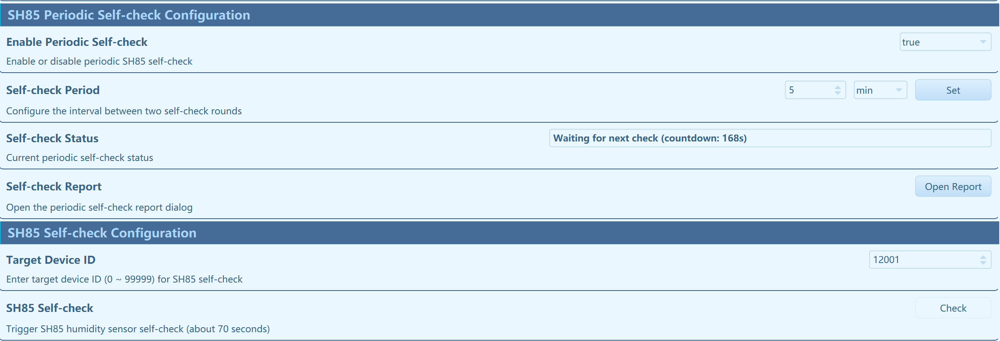 SH85 Periodic Self-check Configuration
Enable Periodic Self-check
true
Enable or disable periodic SH85 self-check
Self-check Period
5
min
Set
Configure the interval between two self-check rounds
Self-check Status
Waiting for next check (countdown: 168s)
Current periodic self-check status
Self-check Report
Open Report
Open the periodic self-check report dialog
SH85 Self-check Configuration
Target Device ID
12001
Enter target device ID (0 ~ 99999) for SH85 self-check
SH85 Self-check
Check
Trigger SH85 humidity sensor self-check (about 70 seconds)